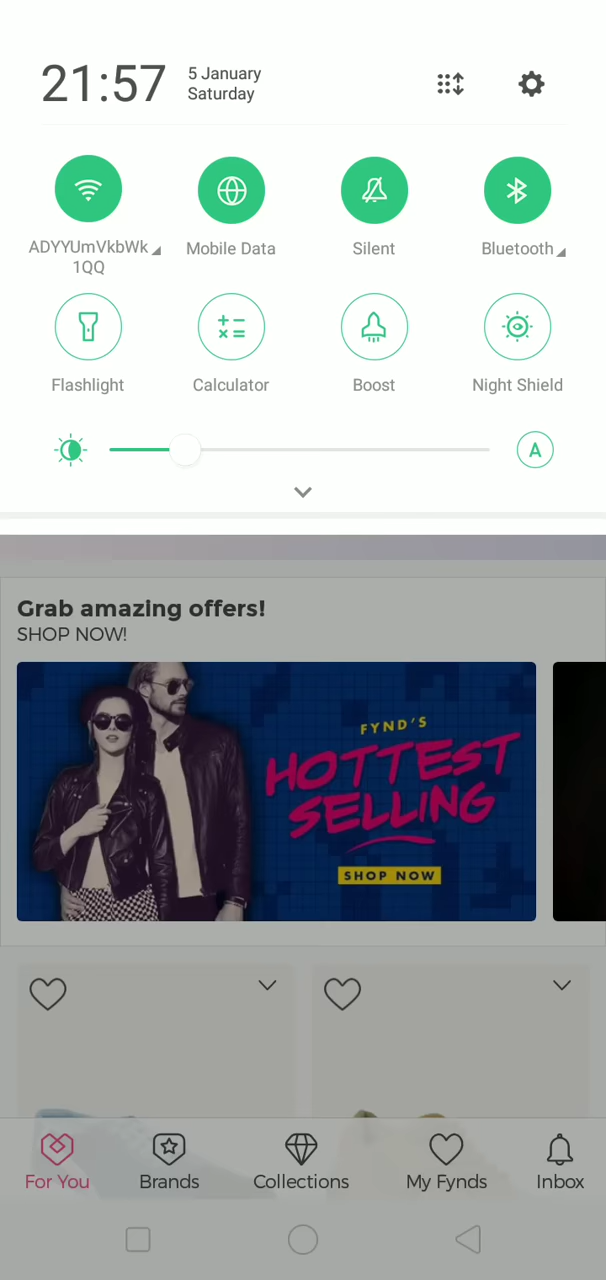 21:57
5 January
Saturday
ADYYUmVkbWk
1QQ
Mobile Data
Silent
Bluetooth
Flashlight
Calculator
Boost
Night Shield
A
Grab amazing offers!
SHOP NOW!
FYND'S
HOTTEST
SELLING
SHOP NOW
For You
Brands
Collections
My Fynds
Inbox